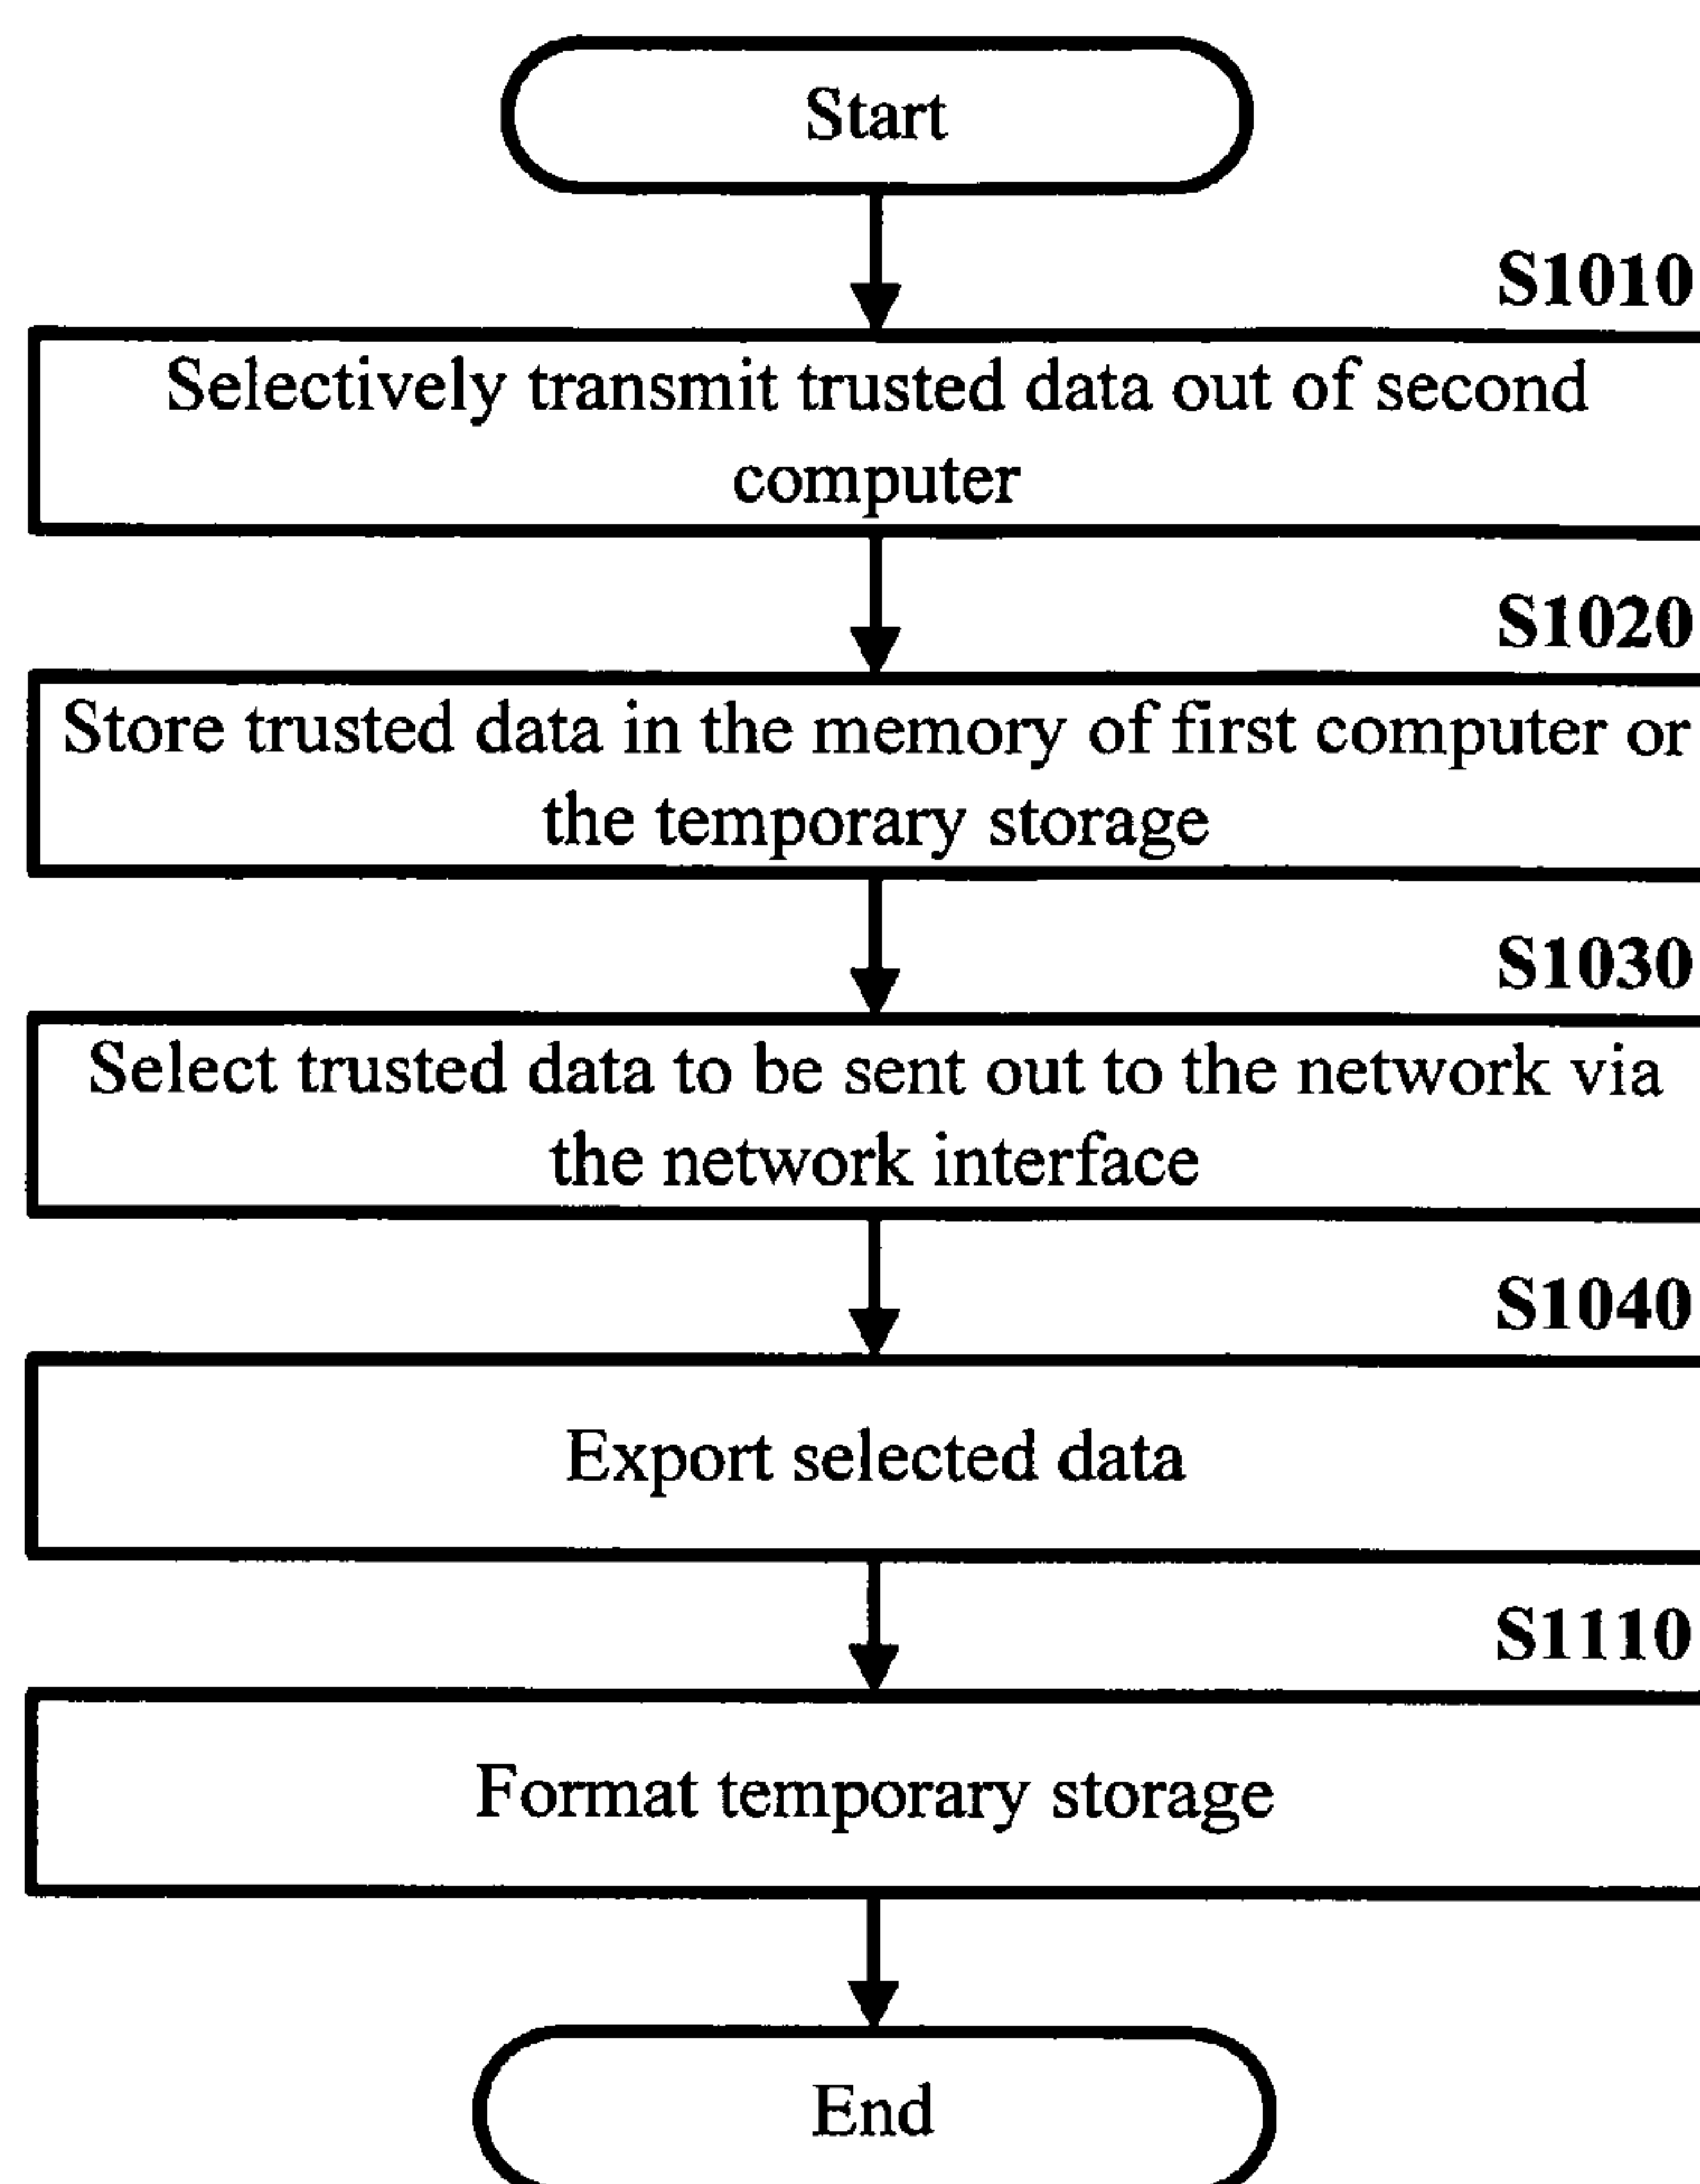 Start
S1010
Selectively transmit trusted data out of second
computer
S1020
Store trusted data in the memory of first computer or
the temporary storage
S1030
Select trusted data to be sent out to the network via
the network interface
S1040
Export selected data
S1110
Format temporary storage
End